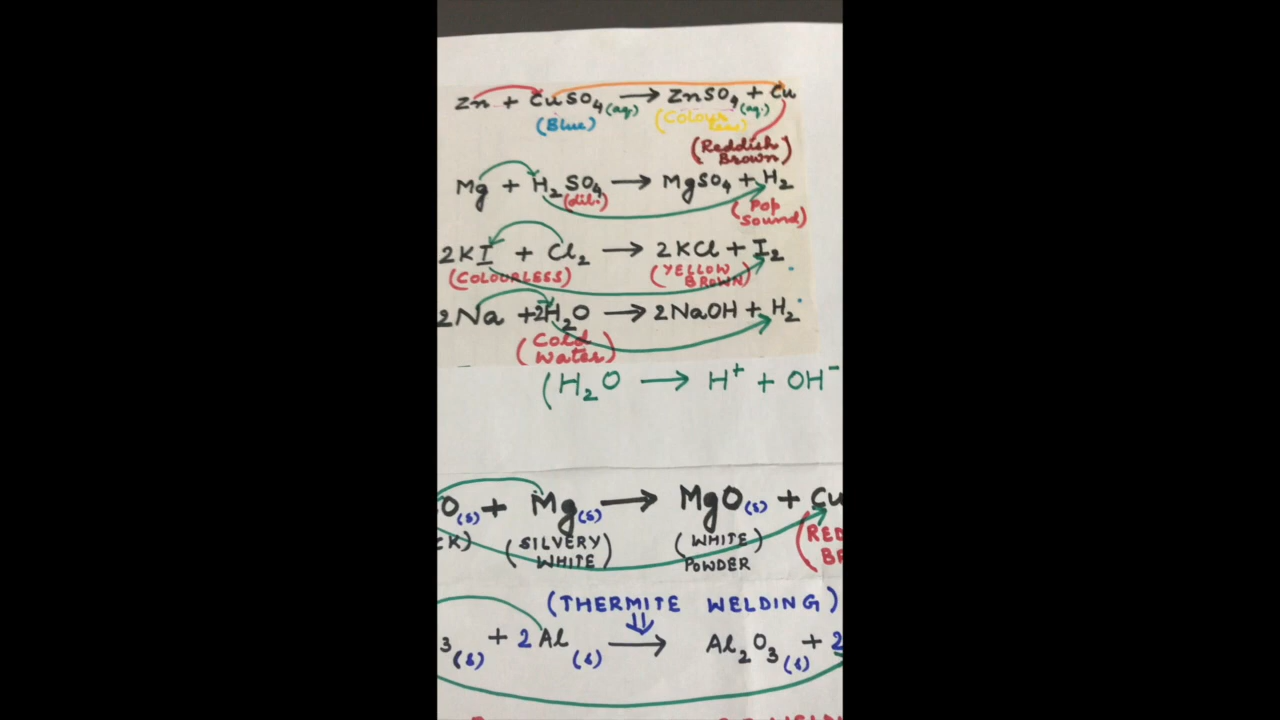 Zn + CuSO₄(aq) → ZnSO₄(aq.) + Cu
(Blue) (Colourless)
(Reddish Brown)
Mg + H₂SO₄ → MgSO₄ + H₂
(dil.) (Pop Sound)
2KI + Cl₂ → 2KCl + I₂
(COLOURLESS) (YELLOW BROWN)
2Na + 2H₂O → 2NaOH + H₂
(Cold Water)
(H₂O → H⁺ + OH⁻
O(s) + Mg(s) → MgO(s) + Cu
(SILVERY WHITE) (WHITE) POWDER
(THERMITE WELDING)
₃(s) + 2Al(s) → Al₂O₃(s) + 2